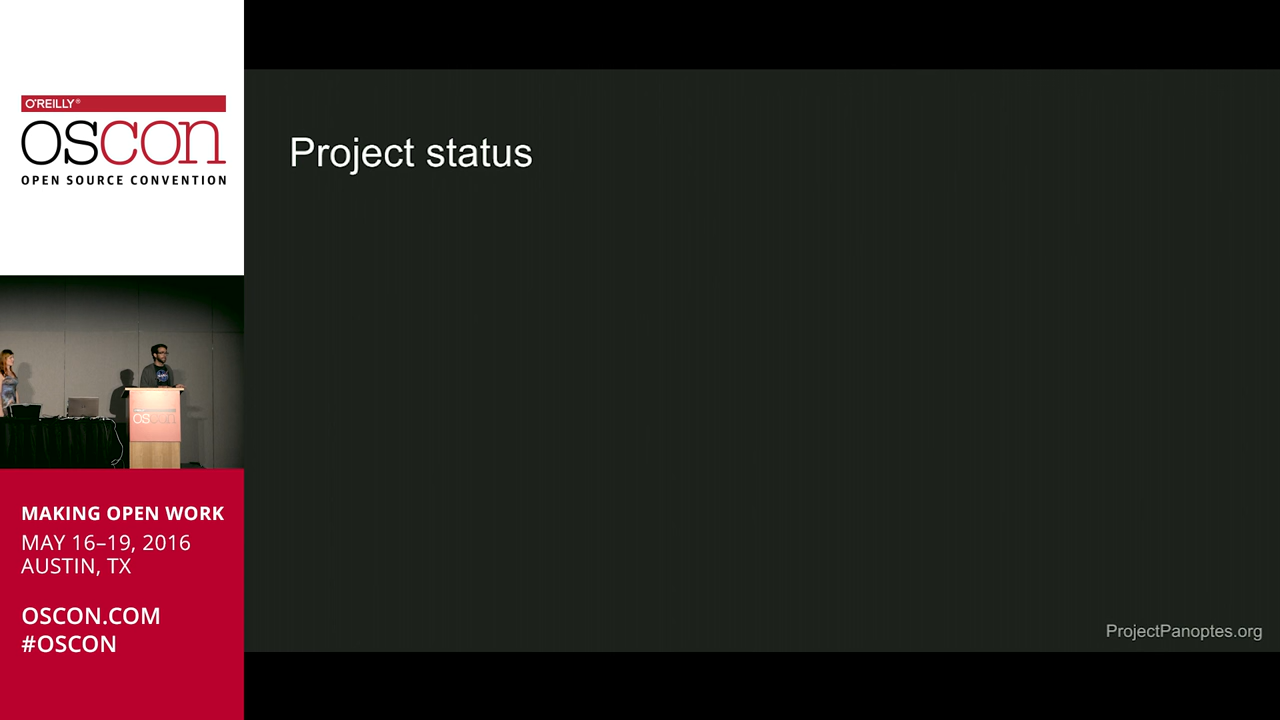 O'REILLY®
OSCON
OPEN SOURCE CONVENTION
Project status
OSCON
MAKING OPEN WORK
MAY 16–19, 2016
AUSTIN, TX
OSCON.COM
#OSCON
ProjectPanoptes.org